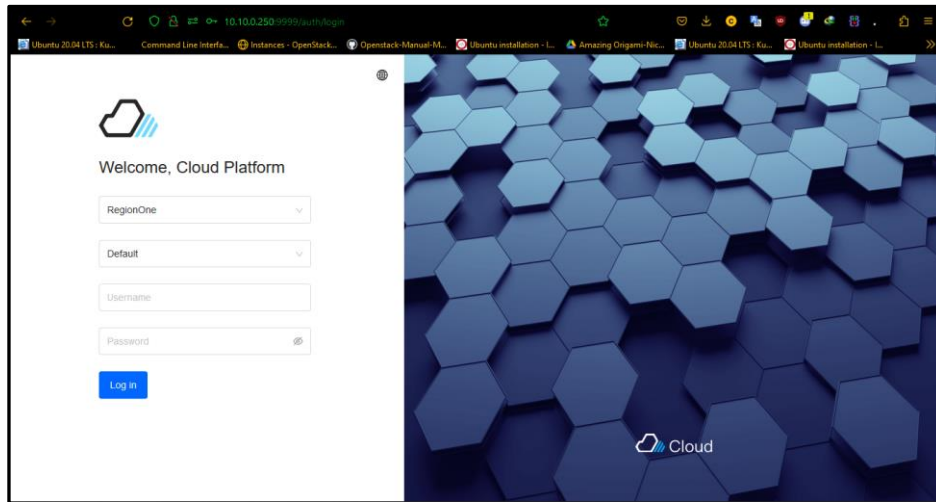 10.10.0.250:9999/auth/login
Ubuntu 20.04 LTS : Ku...
Command Line Interfa...
Instances - OpenStack...
Openstack-Manual-M...
Ubuntu installation - I...
Amazing Origami-Nic...
Ubuntu 20.04 LTS : Ku...
Ubuntu installation - I...
Welcome, Cloud Platform
RegionOne
Default
Username
Password
Log in
Cloud